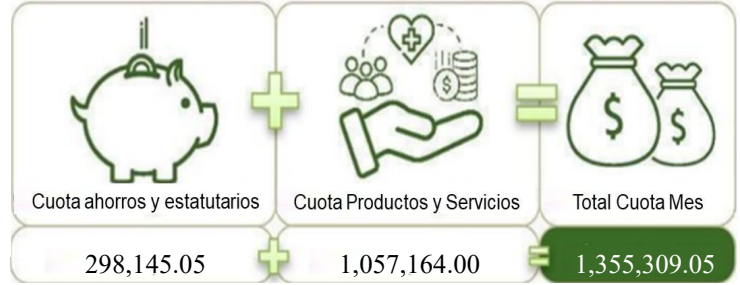 Cuota ahorros y estatutarios + Cuota Productos y Servicios = Total Cuota Mes
298,145.05 + 1,057,164.00 = 1,355,309.05